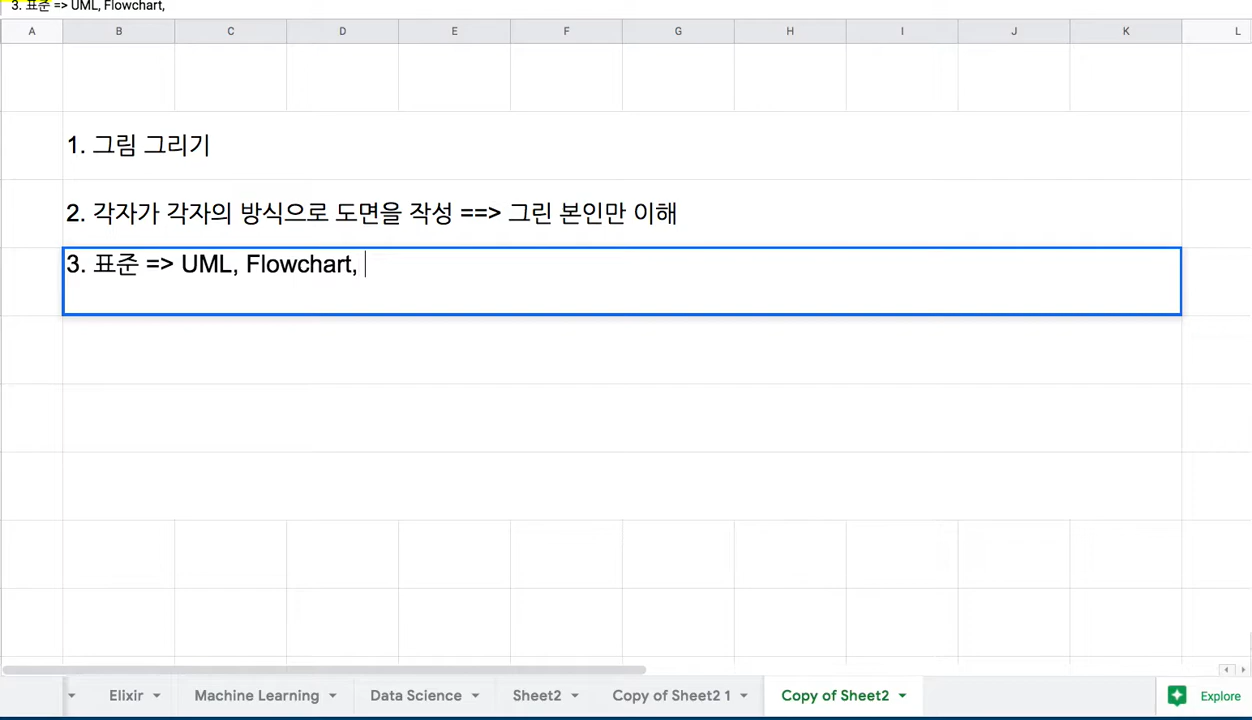 3. 표준 => UML, Flowchart,
A B C D E F G H I J K L
1. 그림 그리기
2. 각자가 각자의 방식으로 도면을 작성 ==> 그린 본인만 이해
3. 표준 => UML, Flowchart,
Elixir Machine Learning Data Science Sheet2 Copy of Sheet2 1 Copy of Sheet2 Explore